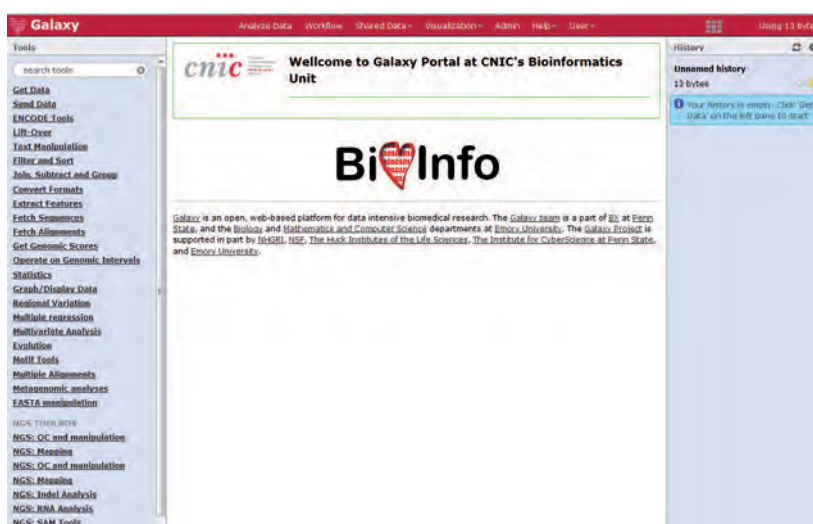 Galaxy
Analyze Data Workflow Shared Data Visualization Admin Help User
Using 13 byte
Tools
search tools
Get Data
Send Data
ENCODE Tools
Lift-Over
Text Manipulation
Filter and Sort
Join, Subtract and Group
Convert Formats
Extract Features
Fetch Sequences
Fetch Alignments
Get Genomic Scores
Operate on Genomic Intervals
Statistics
Graph/Display Data
Regional Variation
Multiple regression
Multivariate Analysis
Evolution
Motif Tools
Multiple Alignments
Metagenomic analyses
FASTA manipulation
NGS TOOLBOX
NGS: QC and manipulation
NGS: Mapping
NGS: QC and manipulation
NGS: Mapping
NGS: Indel Analysis
NGS: RNA Analysis
NGS: SAM Tools
cnic
Wellcome to Galaxy Portal at CNIC's Bioinformatics
Unit
Bi Info
Galaxy is an open, web-based platform for data intensive biomedical research. The Galaxy team is a part of BX at Penn
State, and the Biology and Mathematics and Computer Science departments at Emory University. The Galaxy Project is
supported in part by NHGRI, NSF, The Huck Institutes of the Life Sciences, The Institute for CyberScience at Penn State,
and Emory University.
History
Unnamed history
13 bytes
Your history is empty. Click 'Get
Data' on the left pane to start